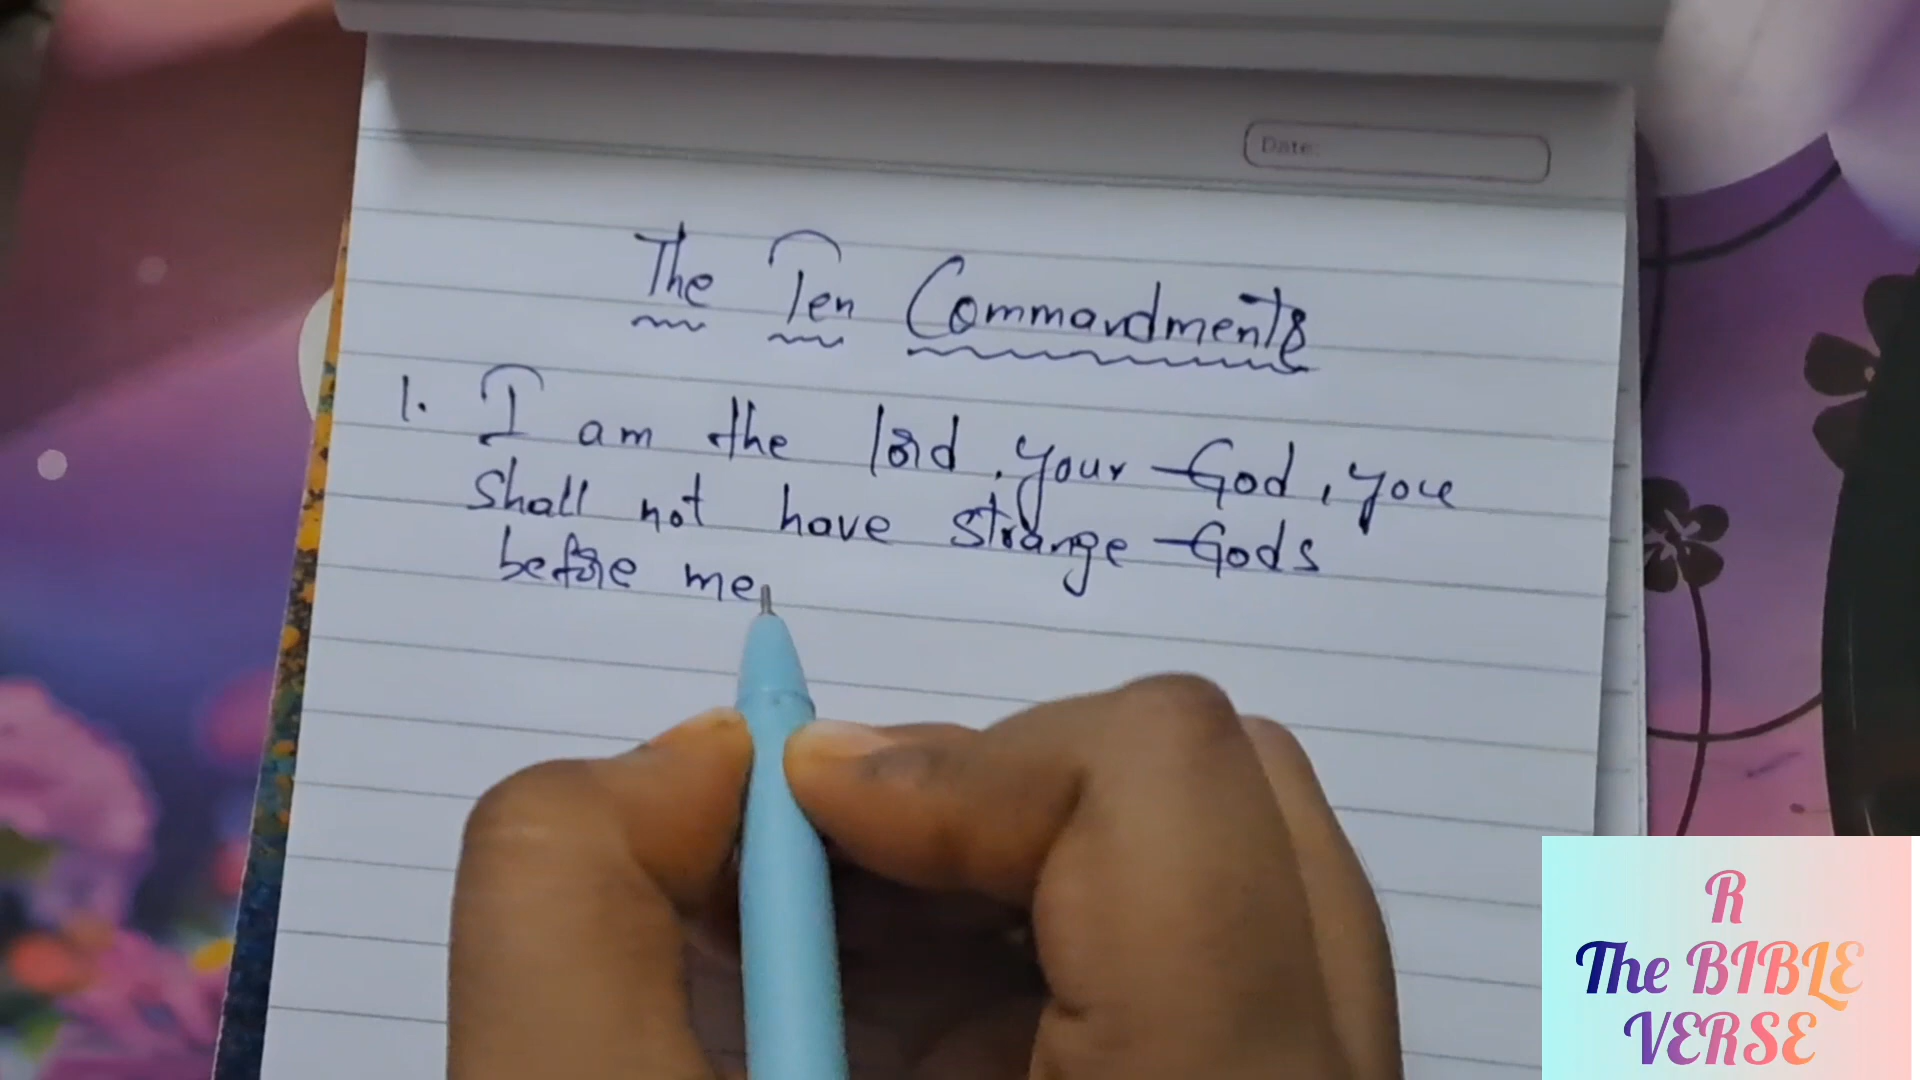 Date:
The Ten Commandments
1. I am the lord, your God, you
shall not have strange Gods
before me
R
The BIBLE
VERSE